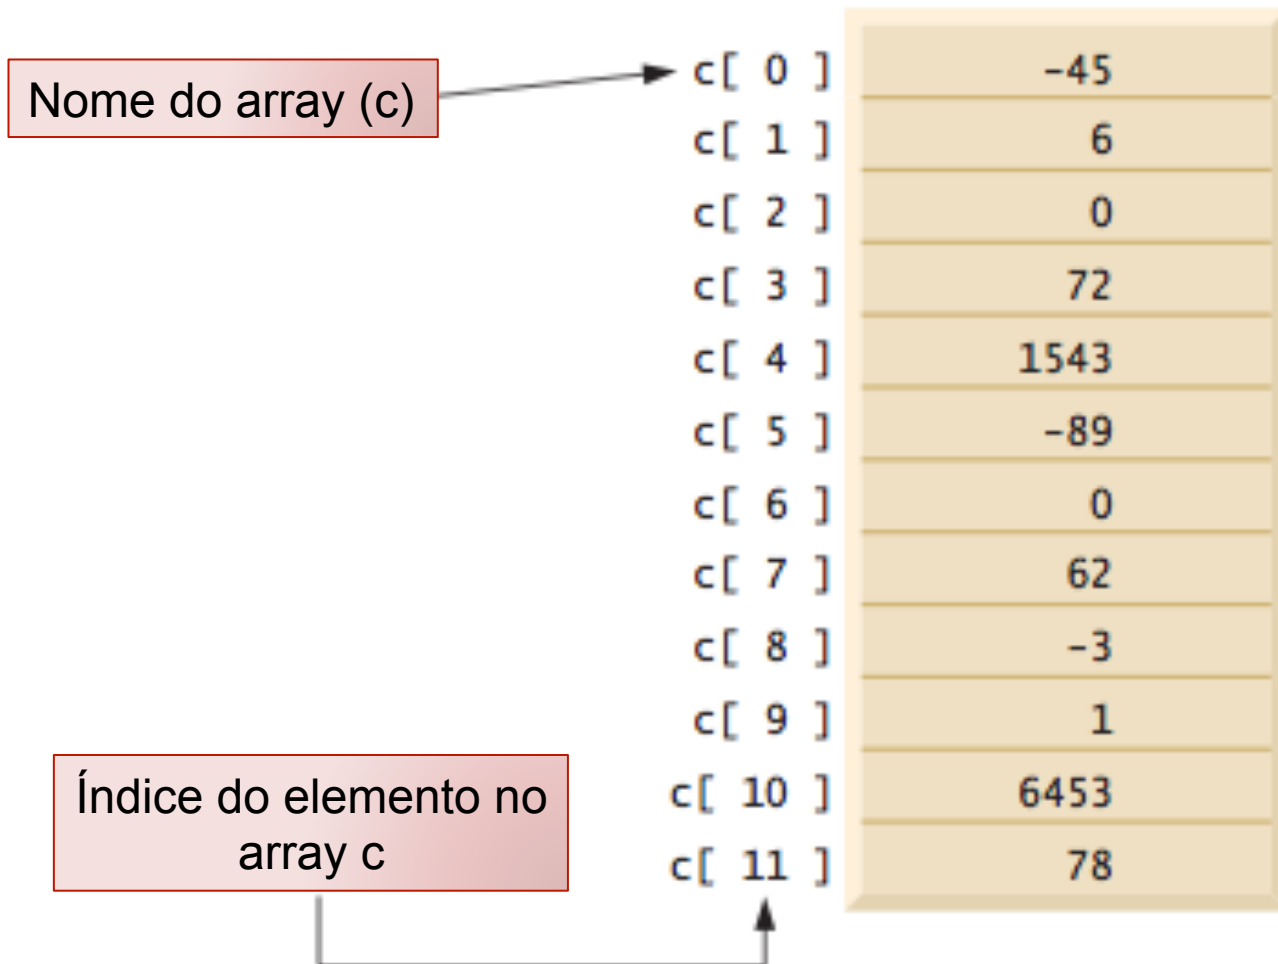 Nome do array (c)
c[ 0 ] -45
c[ 1 ] 6
c[ 2 ] 0
c[ 3 ] 72
c[ 4 ] 1543
c[ 5 ] -89
c[ 6 ] 0
c[ 7 ] 62
c[ 8 ] -3
c[ 9 ] 1
c[ 10 ] 6453
c[ 11 ] 78
Índice do elemento no
array c